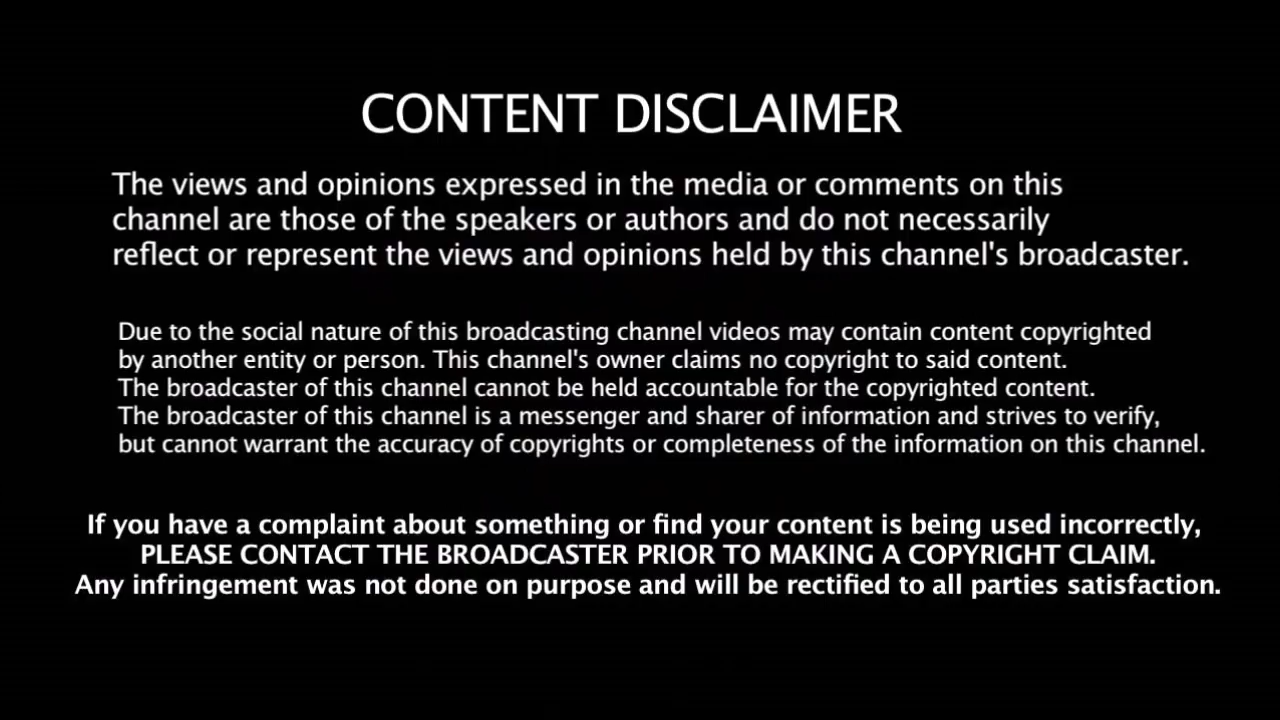 CONTENT DISCLAIMER
The views and opinions expressed in the media or comments on this
channel are those of the speakers or authors and do not necessarily
reflect or represent the views and opinions held by this channel's broadcaster.
Due to the social nature of this broadcasting channel videos may contain content copyrighted
by another entity or person. This channel's owner claims no copyright to said content.
The broadcaster of this channel cannot be held accountable for the copyrighted content.
The broadcaster of this channel is a messenger and sharer of information and strives to verify,
but cannot warrant the accuracy of copyrights or completeness of the information on this channel.
If you have a complaint about something or find your content is being used incorrectly,
PLEASE CONTACT THE BROADCASTER PRIOR TO MAKING A COPYRIGHT CLAIM.
Any infringement was not done on purpose and will be rectified to all parties satisfaction.